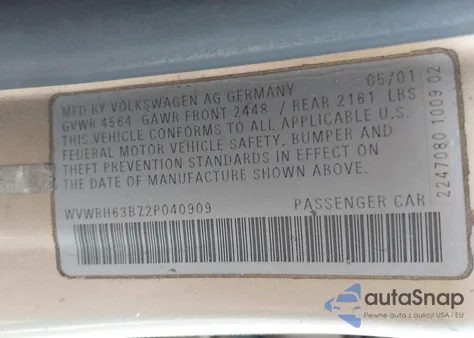 05/01
MFD BY VOLKSWAGEN AG GERMANY
GVWR 4564 GAWR FRONT 2448 / REAR 2161 LBS
THIS VEHICLE CONFORMS TO ALL APPLICABLE U.S.
FEDERAL MOTOR VEHICLE SAFETY, BUMPER AND
THEFT PREVENTION STANDARDS IN EFFECT ON
THE DATE OF MANUFACTURE SHOWN ABOVE.
WVWRH63BZ2P040909 PASSENGER CAR
2247080 1009 02
autoSnap
Pewne auta z aukcji USA i EU